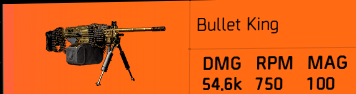 Bullet King
DMG RPM MAG
54.6k 750 100